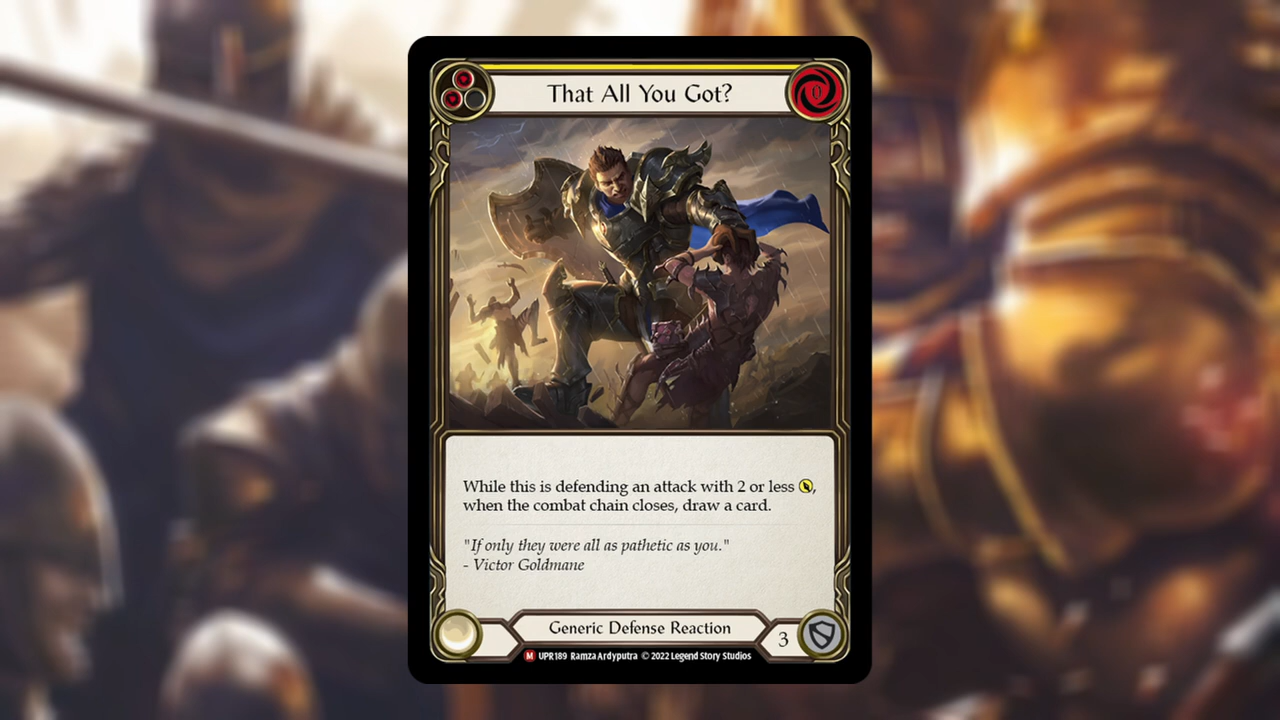 That All You Got?
0
While this is defending an attack with 2 or less ,
when the combat chain closes, draw a card.
"If only they were all as pathetic as you."
- Victor Goldmane
Generic Defense Reaction
3
M UPR189 Ramza Ardyputra © 2022 Legend Story Studios